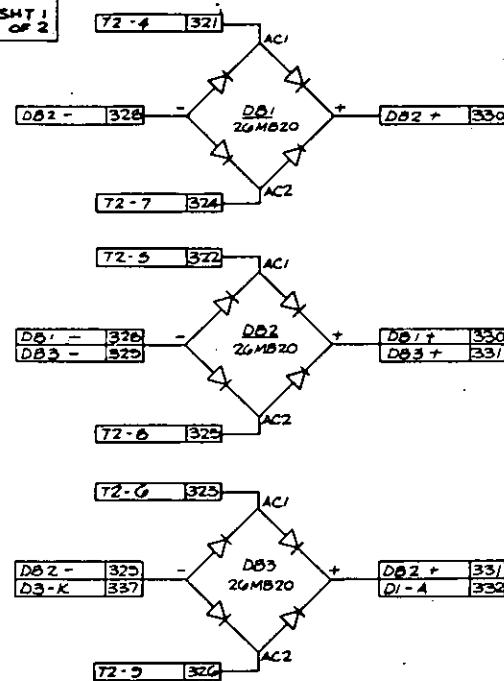 SHT 1
OF 2
T2-4 321
AC1
DB2 - 328
-
DB1
26MB20
+
DB2 + 330
AC2
T2-7 324
T2-5 322
AC1
DB1 - 328
DB3 - 329
-
DB2
26MB20
+
DB1+ 330
DB3+ 331
AC2
T2-8 325
T2-6 323
AC1
DB2 - 329
D3-K 337
-
DB3
26MB20
+
DB2 + 331
D1-A 332
AC2
T2-9 326